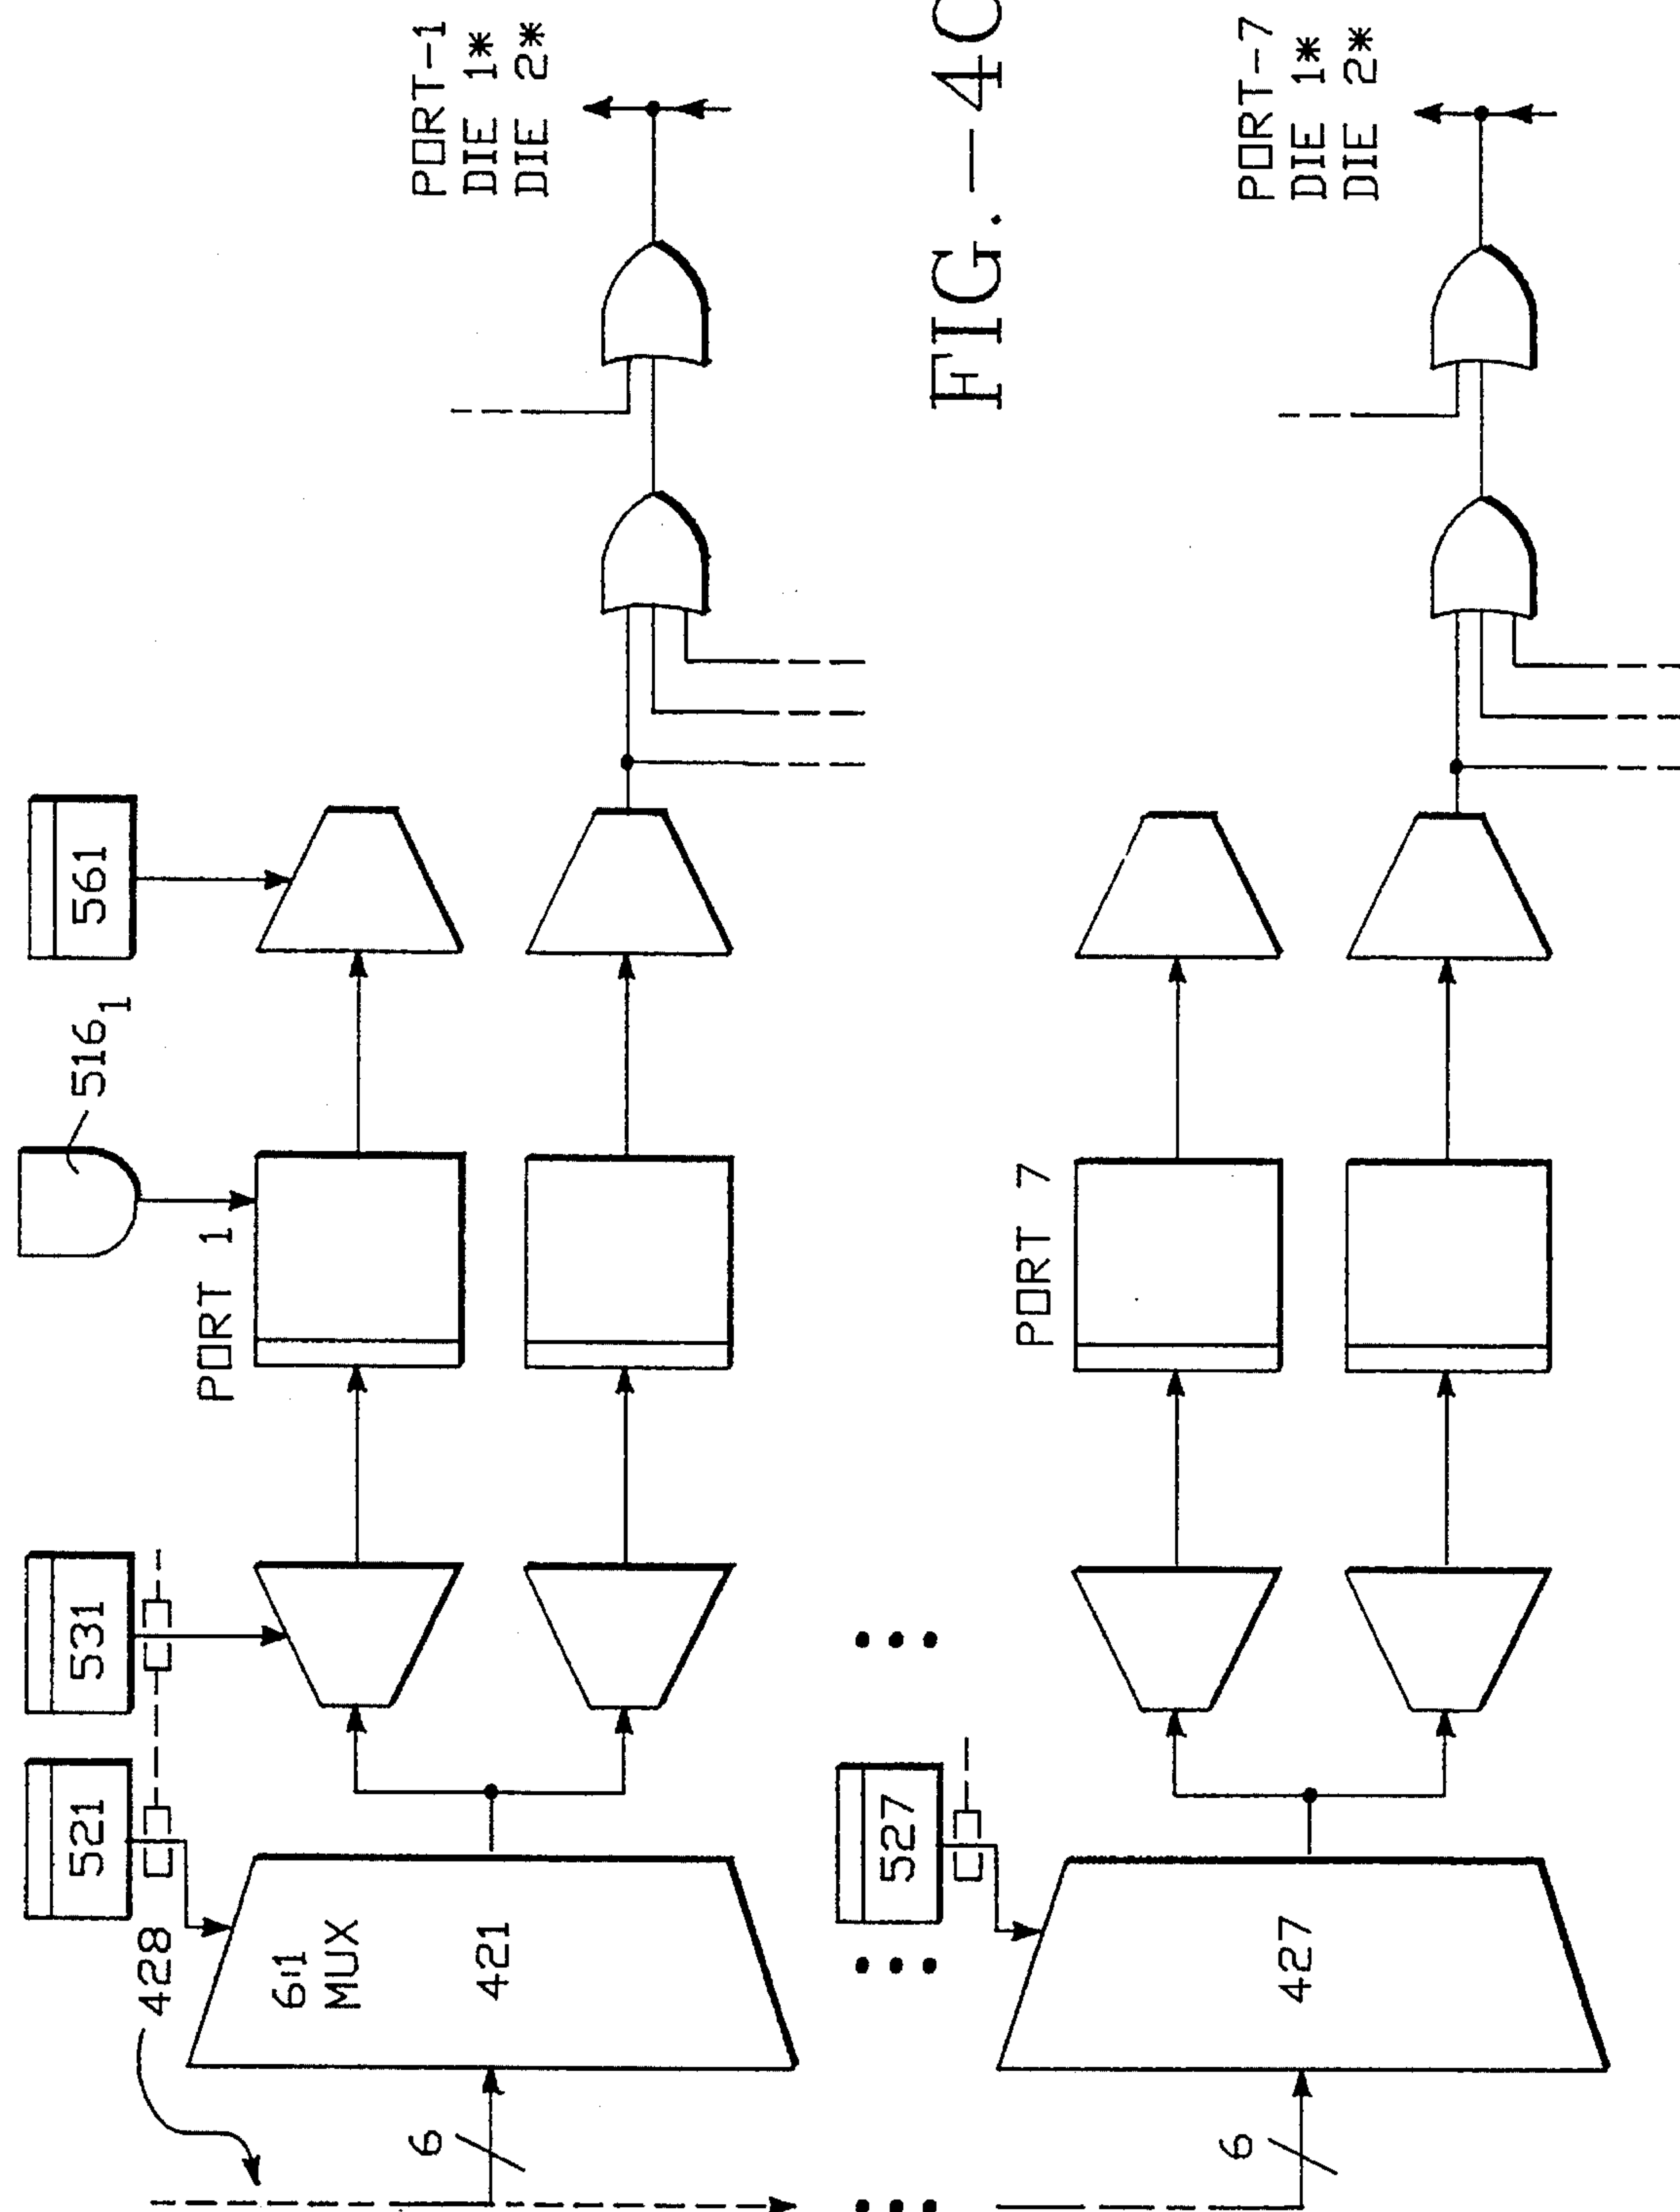 PORT-1
DIE 1*
DIE 2*
561
516₁
PORT 1
531
521
428
6:1
MUX
421
6
FIG.-4C
PORT-7
DIE 1*
DIE 2*
PORT 7
527
427
6